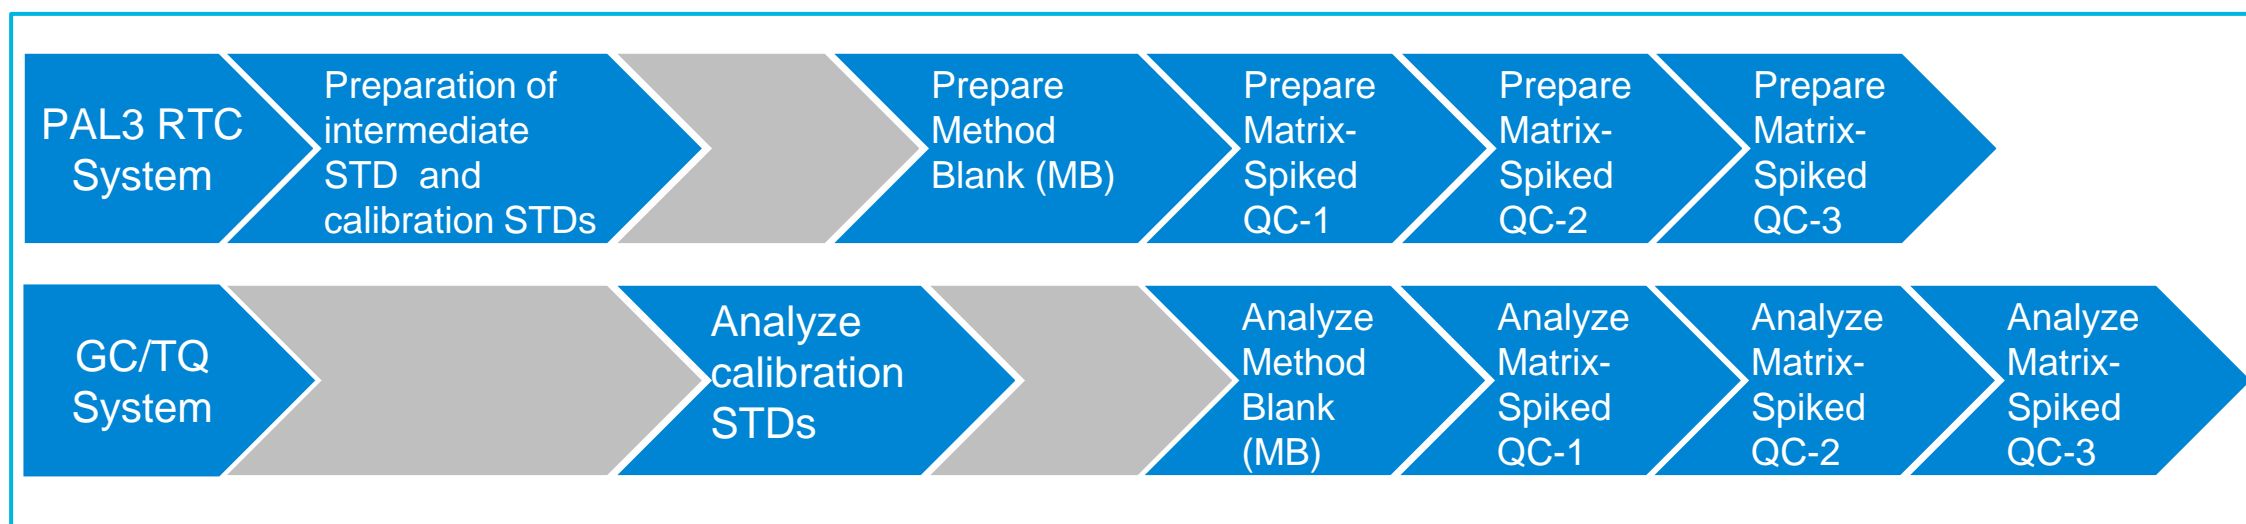 PAL3 RTC
System
Preparation of
intermediate
STD  and
calibration STDs
Prepare
Method
Blank (MB)
Prepare
Matrix-
Spiked
QC-1
Prepare
Matrix-
Spiked
QC-2
Prepare
Matrix-
Spiked
QC-3
GC/TQ
System
Analyze
calibration
STDs
Analyze
Method
Blank
(MB)
Analyze
Matrix-
Spiked
QC-1
Analyze
Matrix-
Spiked
QC-2
Analyze
Matrix-
Spiked
QC-3